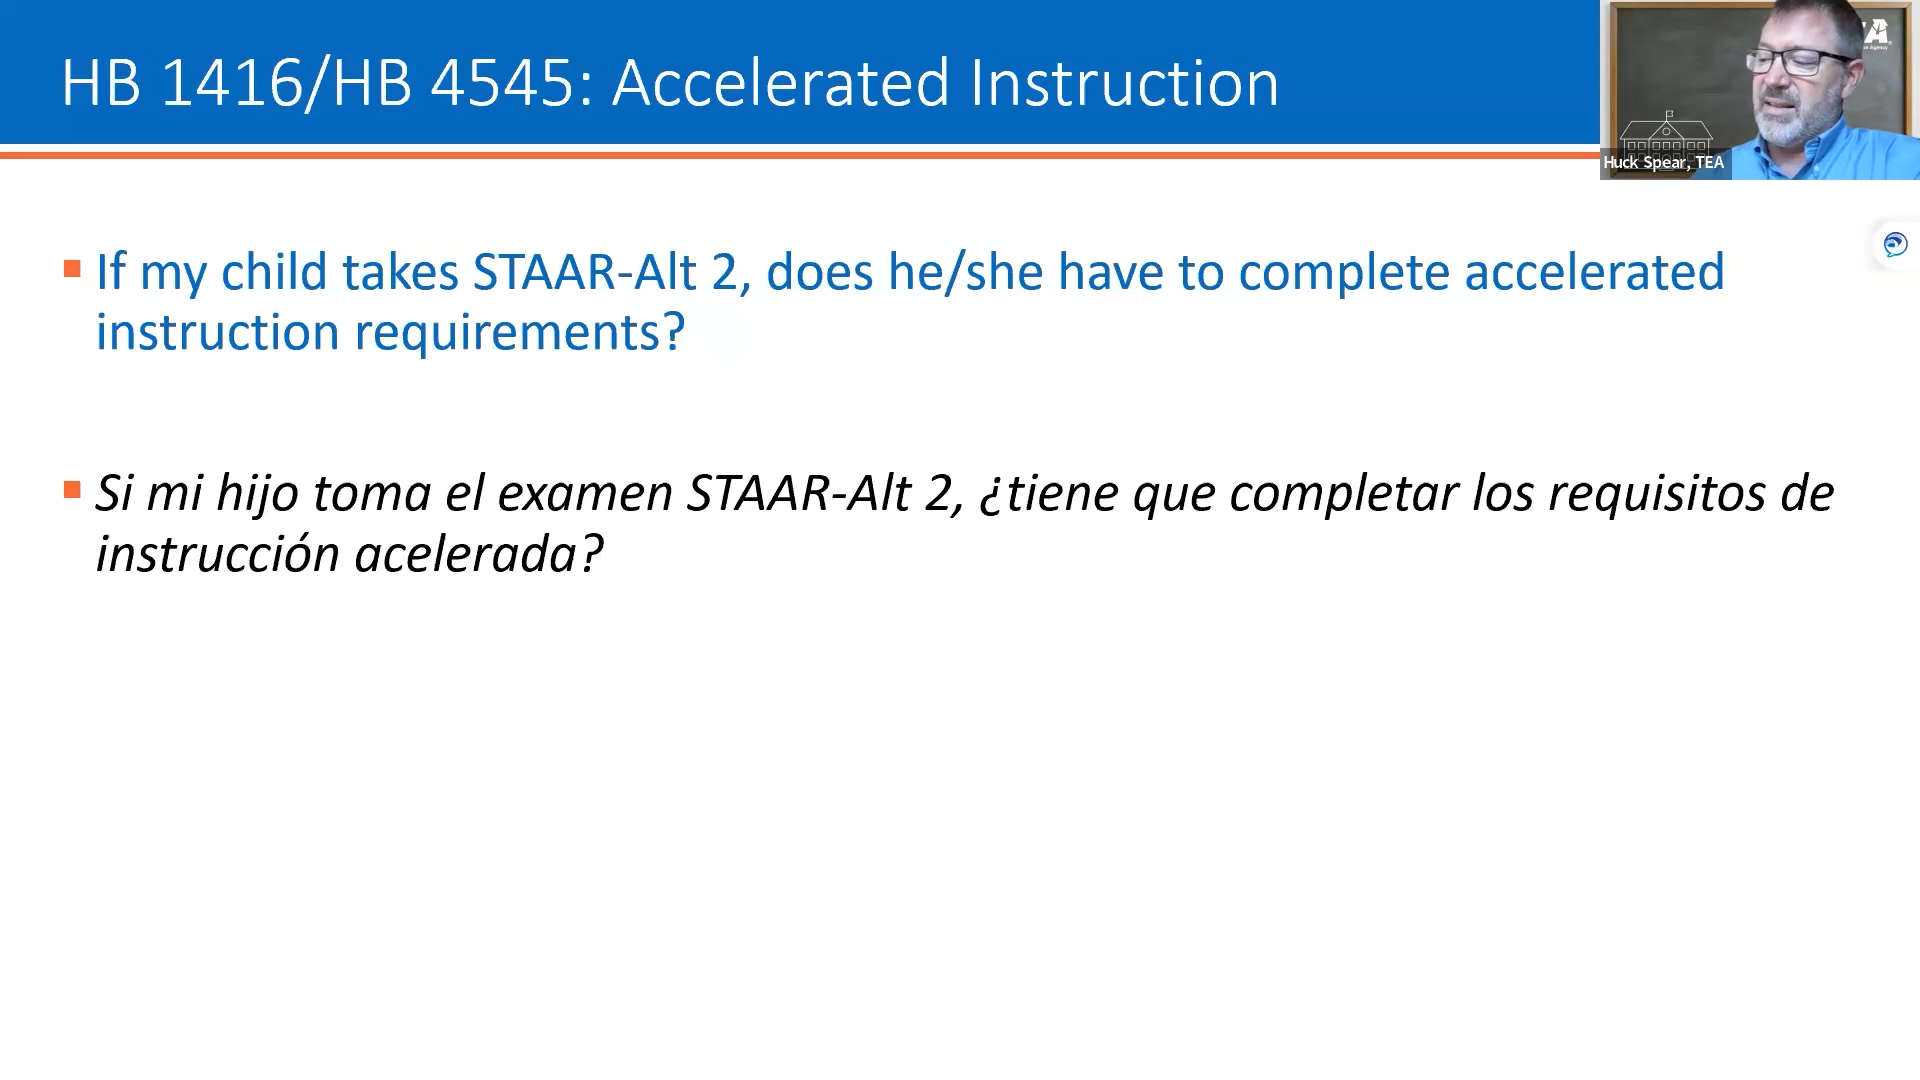 HB 1416/HB 4545: Accelerated Instruction
Huck Spear, TEA
If my child takes STAAR-Alt 2, does he/she have to complete accelerated
instruction requirements?
Si mi hijo toma el examen STAAR-Alt 2, ¿tiene que completar los requisitos de
instrucción acelerada?